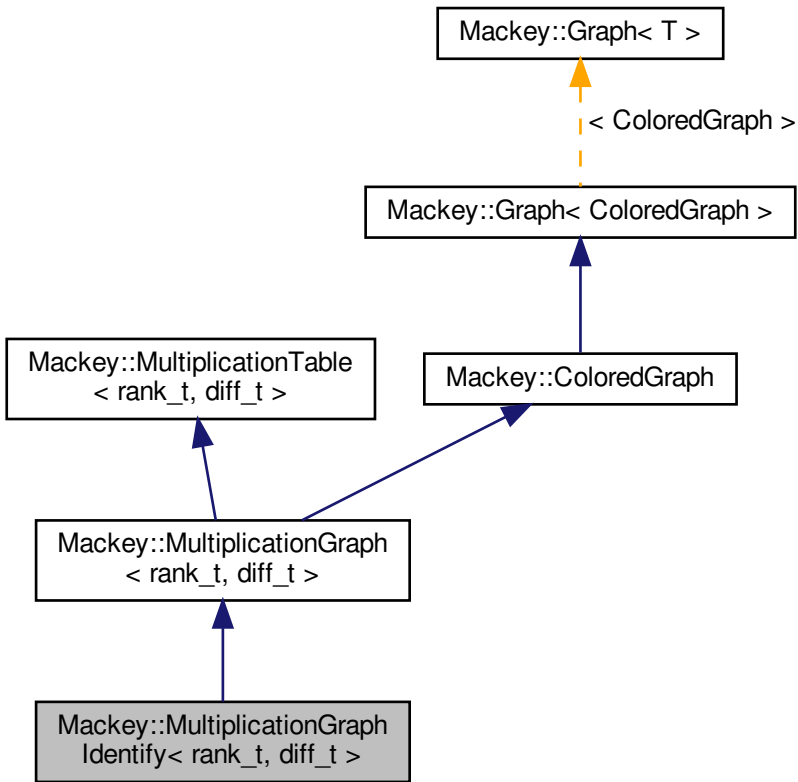 Mackey::Graph< T >
< ColoredGraph >
Mackey::Graph< ColoredGraph >
Mackey::MultiplicationTable
< rank_t, diff_t >
Mackey::ColoredGraph
Mackey::MultiplicationGraph
< rank_t, diff_t >
Mackey::MultiplicationGraph
Identify< rank_t, diff_t >